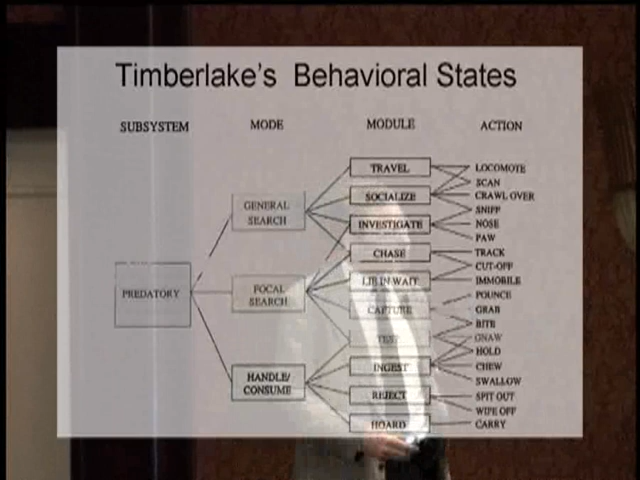 Timberlake's Behavioral States
SUBSYSTEM MODE MODULE ACTION
PREDATORY
GENERAL
SEARCH
FOCAL
SEARCH
HANDLE/
CONSUME
TRAVEL
SOCIALIZE
INVESTIGATE
CHASE
LIE IN WAIT
CAPTURE
TEST
INGEST
REJECT
HOARD
LOCOMOTE
SCAN
CRAWL OVER
SNIFF
NOSE
PAW
TRACK
CUT-OFF
IMMOBILE
POUNCE
GRAB
BITE
GNAW
HOLD
CHEW
SWALLOW
SPIT OUT
WIPE OFF
CARRY